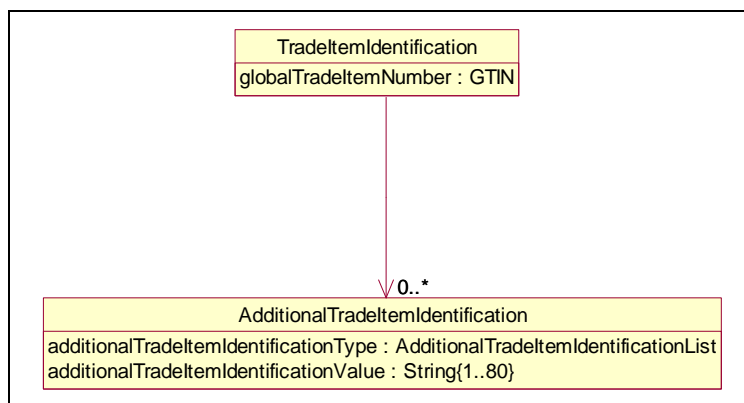 TradeItemIdentification
globalTradeItemNumber : GTIN
0..*
AdditionalTradeItemIdentification
additionalTradeItemIdentificationType : AdditionalTradeItemIdentificationList
additionalTradeItemIdentificationValue : String{1..80}